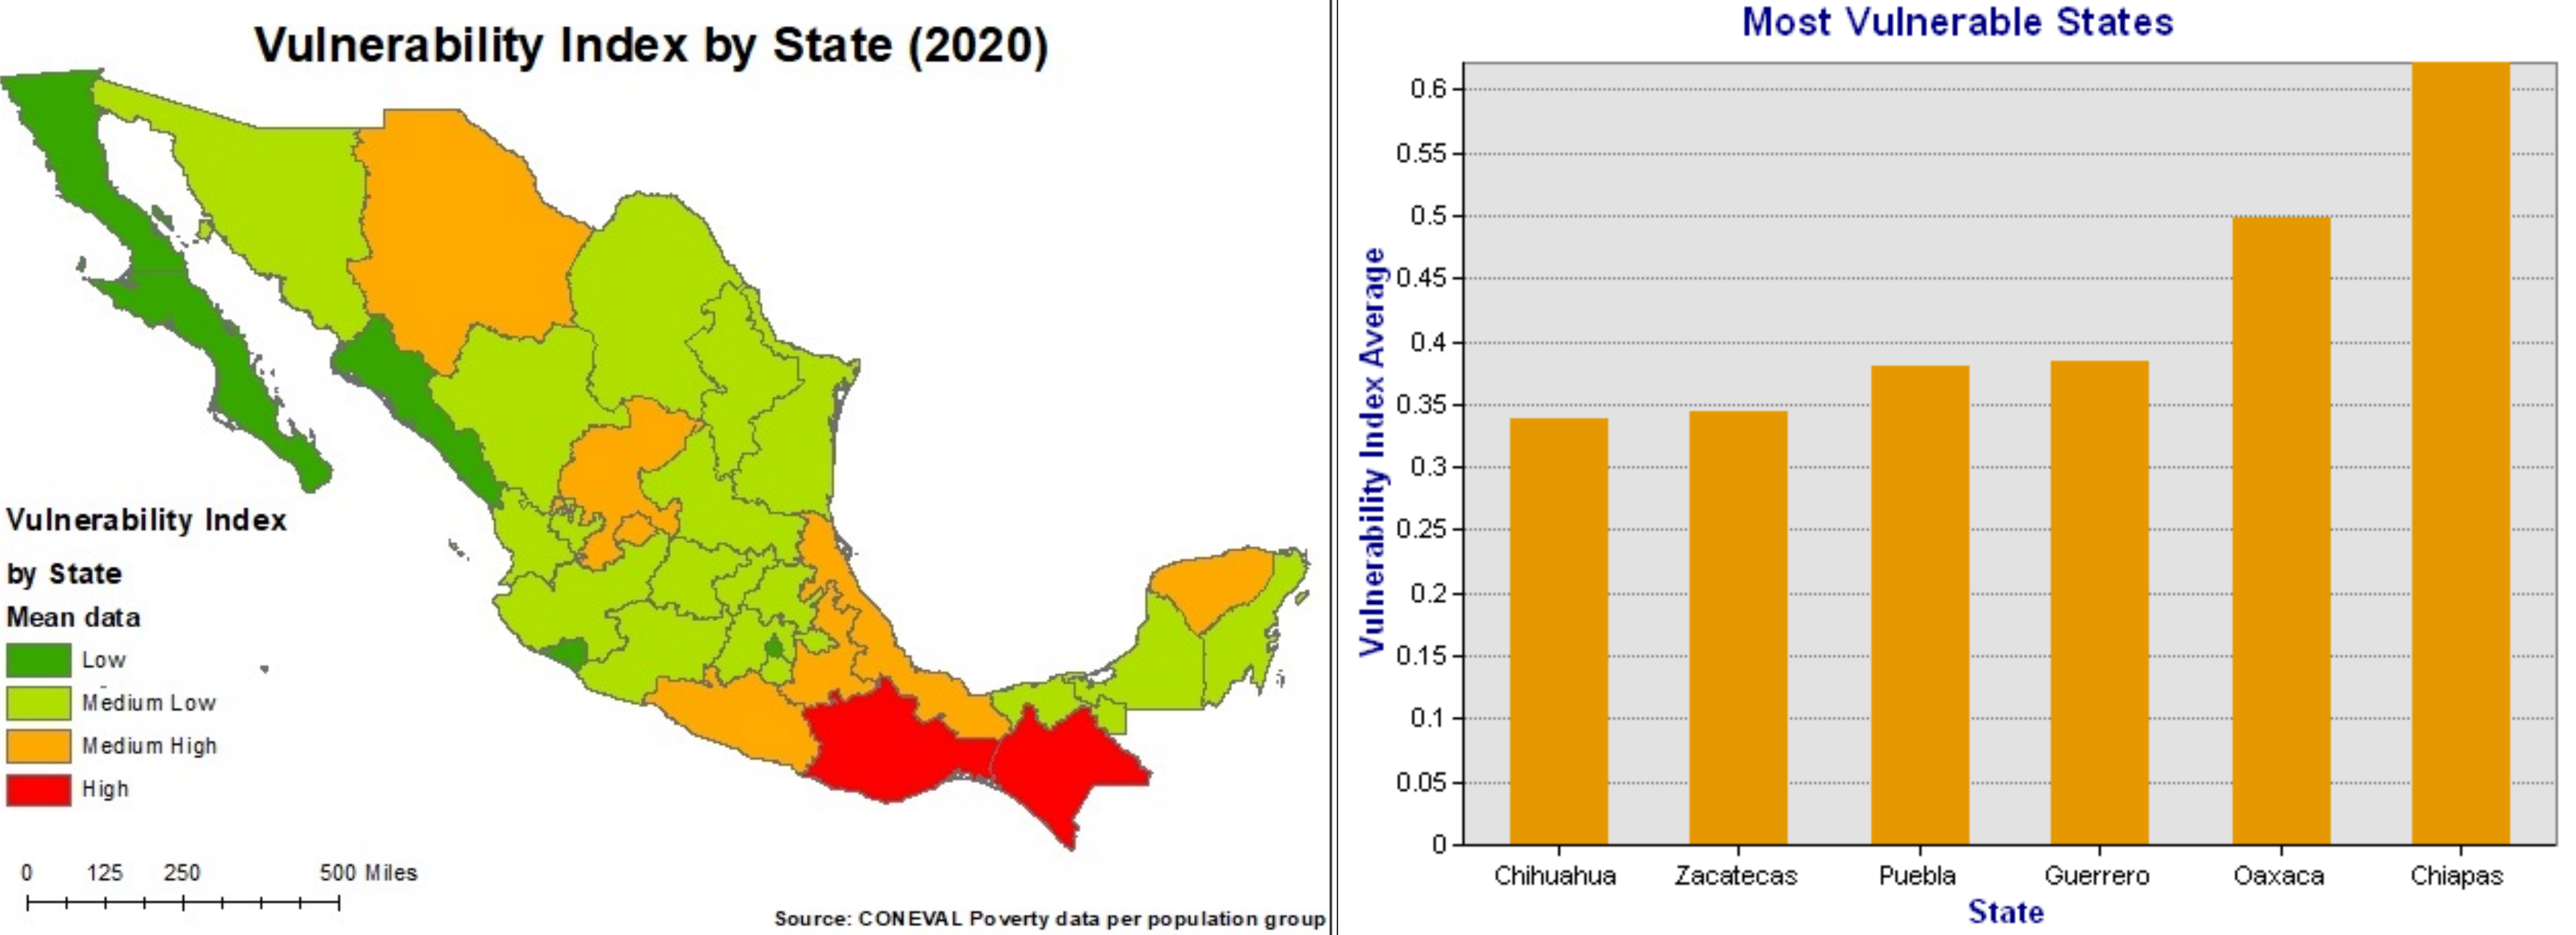 Vulnerability Index by State (2020)
Vulnerability Index
by State
Mean data
Low
Medium Low
Medium High
High
0 125 250 500 Miles
Source: CONEVAL Poverty data per population group
Most Vulnerable States
Vulnerability Index Average
0.6
0.55
0.5
0.45
0.4
0.35
0.3
0.25
0.2
0.15
0.1
0.05
0
Chihuahua Zacatecas Puebla Guerrero Oaxaca Chiapas
State